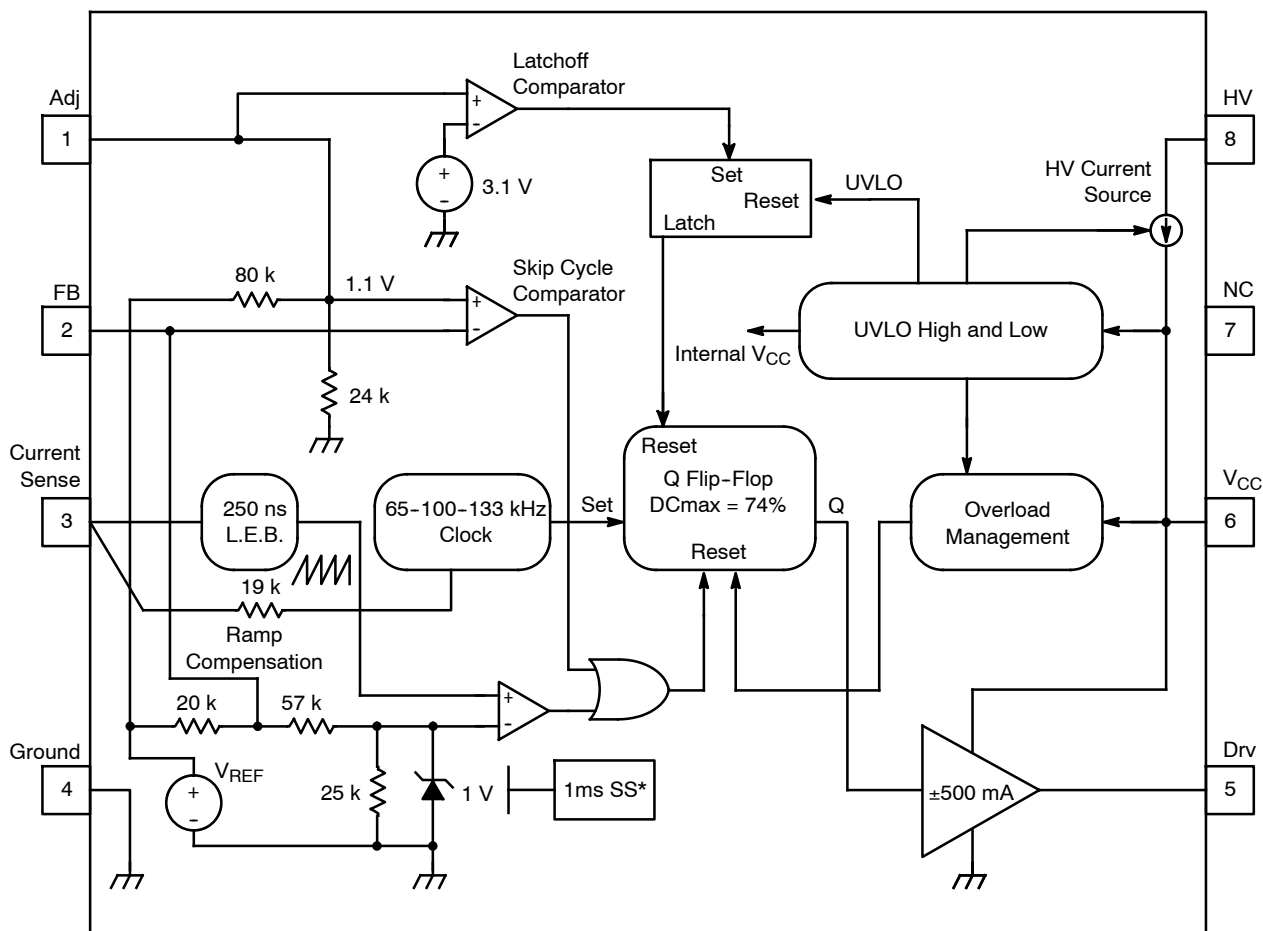 Latchoff
Comparator
Adj
1
+
-
+
-
3.1 V
Set
Reset
Latch
UVLO
HV
8
HV Current
Source
80 k
1.1 V
Skip Cycle
Comparator
+
-
FB
2
24 k
UVLO High and Low
Internal VCC
NC
7
Current
Sense
3
250 ns
L.E.B.
65-100-133 kHz
Clock
Set
Reset
Q Flip-Flop
DCmax = 74%
Reset
Q
Overload
Management
VCC
6
19 k
Ramp
Compensation
20 k
57 k
+
-
Ground
4
VREF
+
-
25 k
1 V
1ms SS*
±500 mA
Drv
5